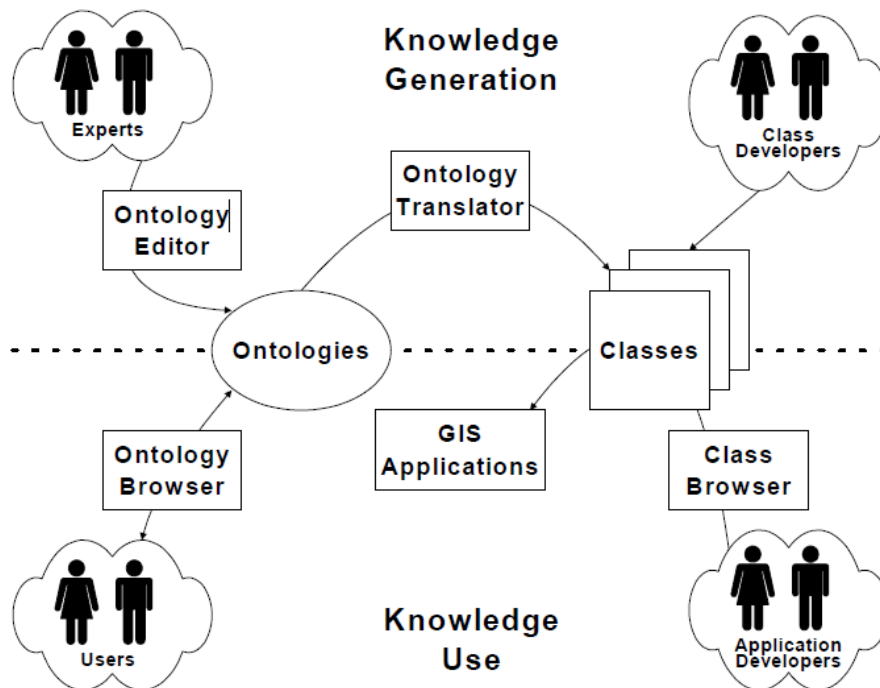 Knowledge
Generation
Experts
Class
Developers
Ontology
Editor
Ontology
Translator
Ontologies
Classes
GIS
Applications
Ontology
Browser
Class
Browser
Users
Knowledge
Use
Application
Developers